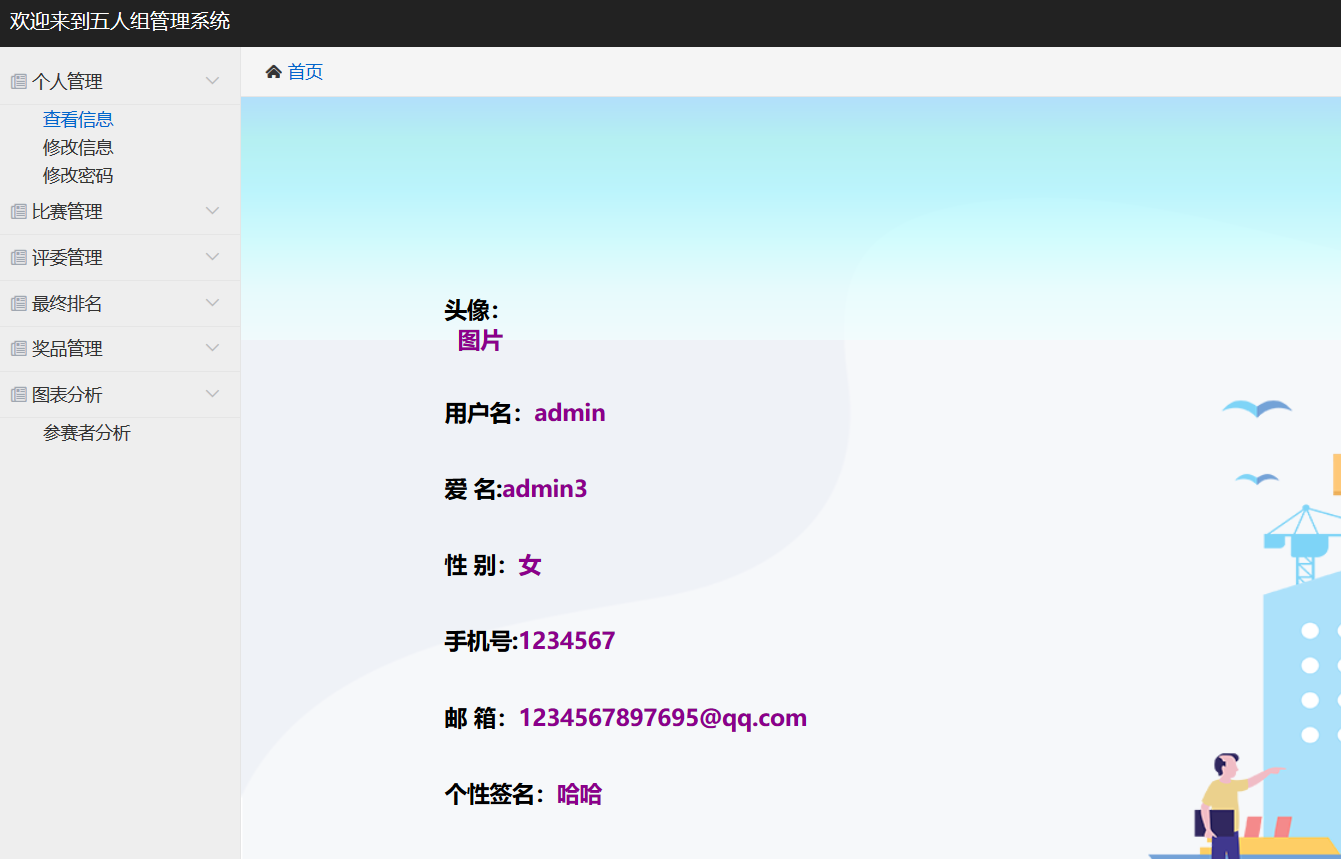 欢迎来到五人组管理系统
个人管理
查看信息
修改信息
修改密码
比赛管理
评委管理
最终排名
奖品管理
图表分析
参赛者分析
首页
头像：
图片
用户名：admin
爱 名:admin3
性 别：女
手机号:1234567
邮 箱：1234567897695@qq.com
个性签名：哈哈